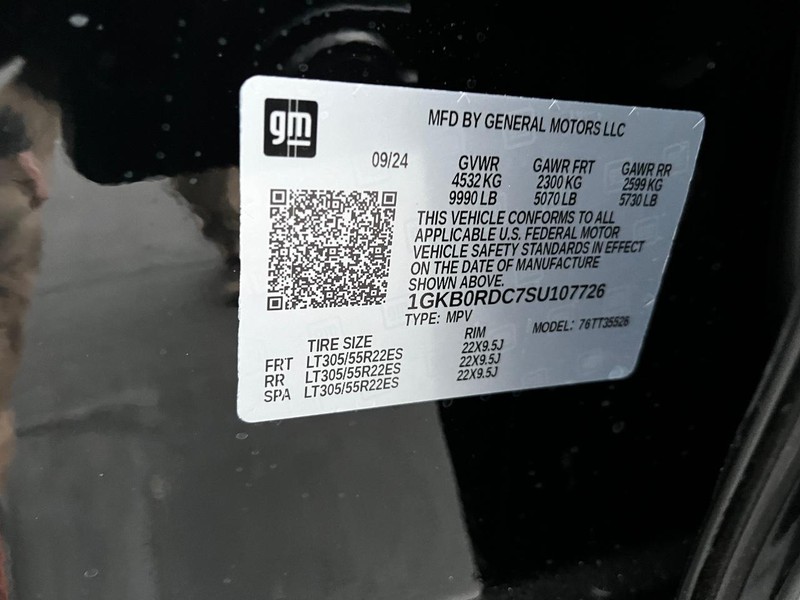 gm
MFD BY GENERAL MOTORS LLC
09/24
GVWR GAWR FRT GAWR RR
4532 KG 2300 KG 2599 KG
9990 LB 5070 LB 5730 LB
THIS VEHICLE CONFORMS TO ALL
APPLICABLE U.S. FEDERAL MOTOR
VEHICLE SAFETY STANDARDS IN EFFECT
ON THE DATE OF MANUFACTURE
SHOWN ABOVE.
1GKB0RDC7SU107726
TYPE: MPV MODEL: 76TT35526
TIRE SIZE RIM
FRT LT305/55R22ES 22X9.5J
RR LT305/55R22ES 22X9.5J
SPA LT305/55R22ES 22X9.5J